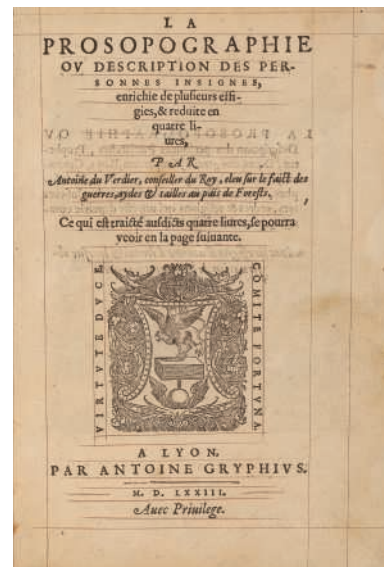 LA
PROSOPOGRAPHIE
OV DESCRIPTION DES PER-
SONNES INSIGNES,
enrichie de plusieurs effi-
gies, & reduite en
quatre li-
ures,
PAR
Antoine du Verdier, conseiller du Roy, esleu sur le faict des
guerres, aydes & tailles au païs de Forests.
Ce qui est traicté ausdicts quatre liures, se pourra
veoir en la page suiuante.
VIRTVTE DVCE
COMITE FORTVNA
A LYON,
PAR ANTOINE GRYPHIVS.
M. D. LXXIII.
Auec Priuilege.